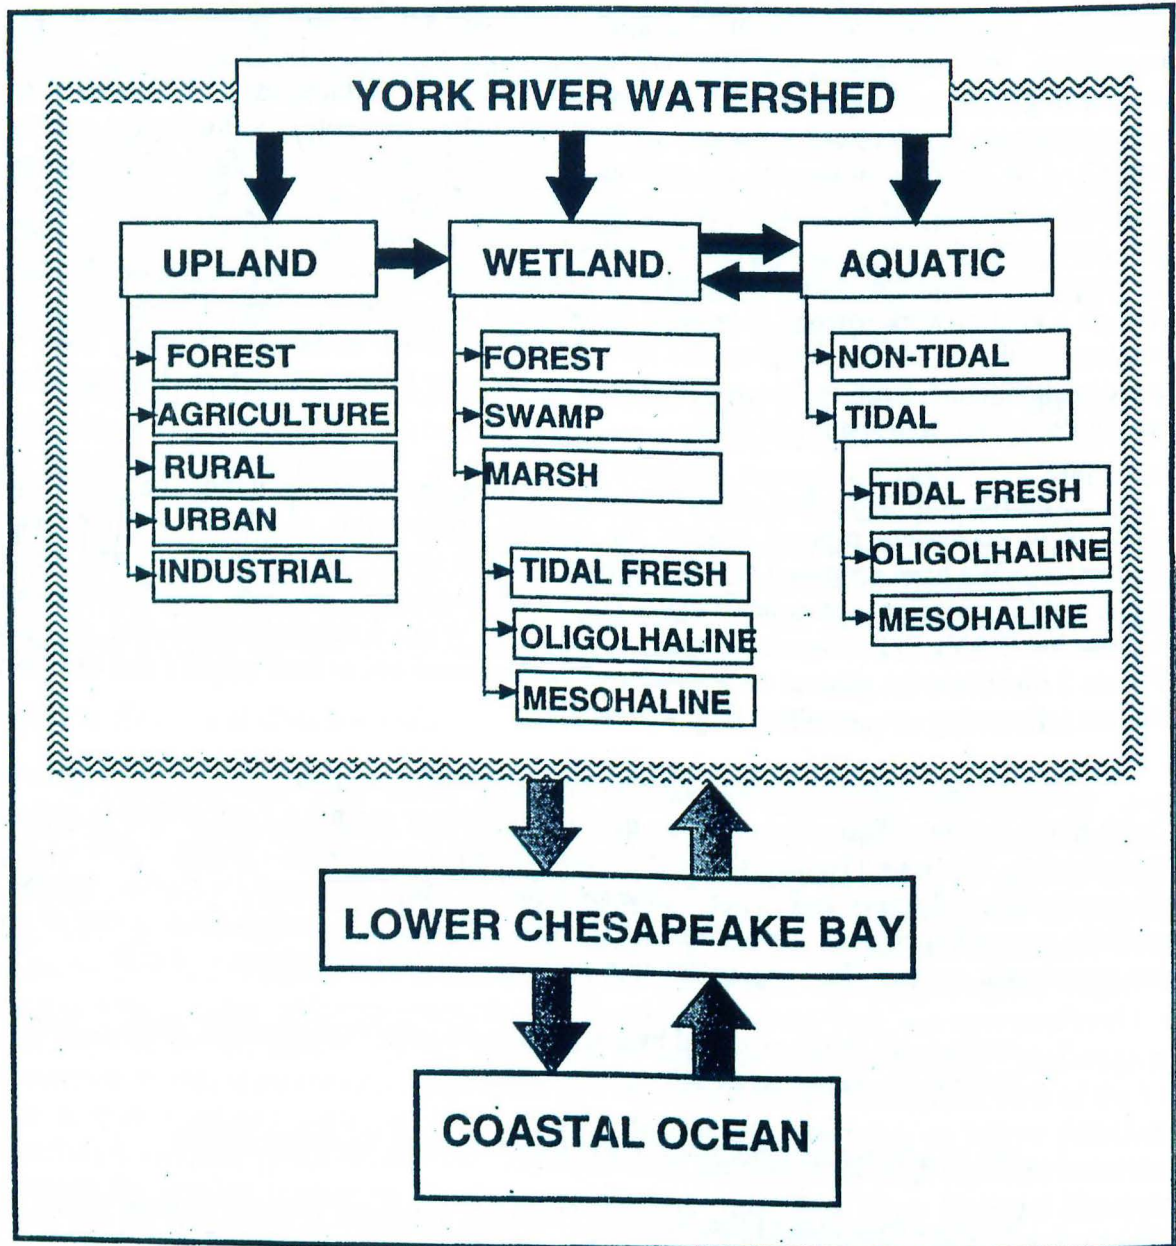 YORK RIVER WATERSHED
UPLAND
WETLAND
AQUATIC
FOREST
AGRICULTURE
RURAL
URBAN
INDUSTRIAL
FOREST
SWAMP
MARSH
TIDAL FRESH
OLIGOLHALINE
MESOHALINE
NON-TIDAL
TIDAL
TIDAL FRESH
OLIGOLHALINE
MESOHALINE
LOWER CHESAPEAKE BAY
COASTAL OCEAN